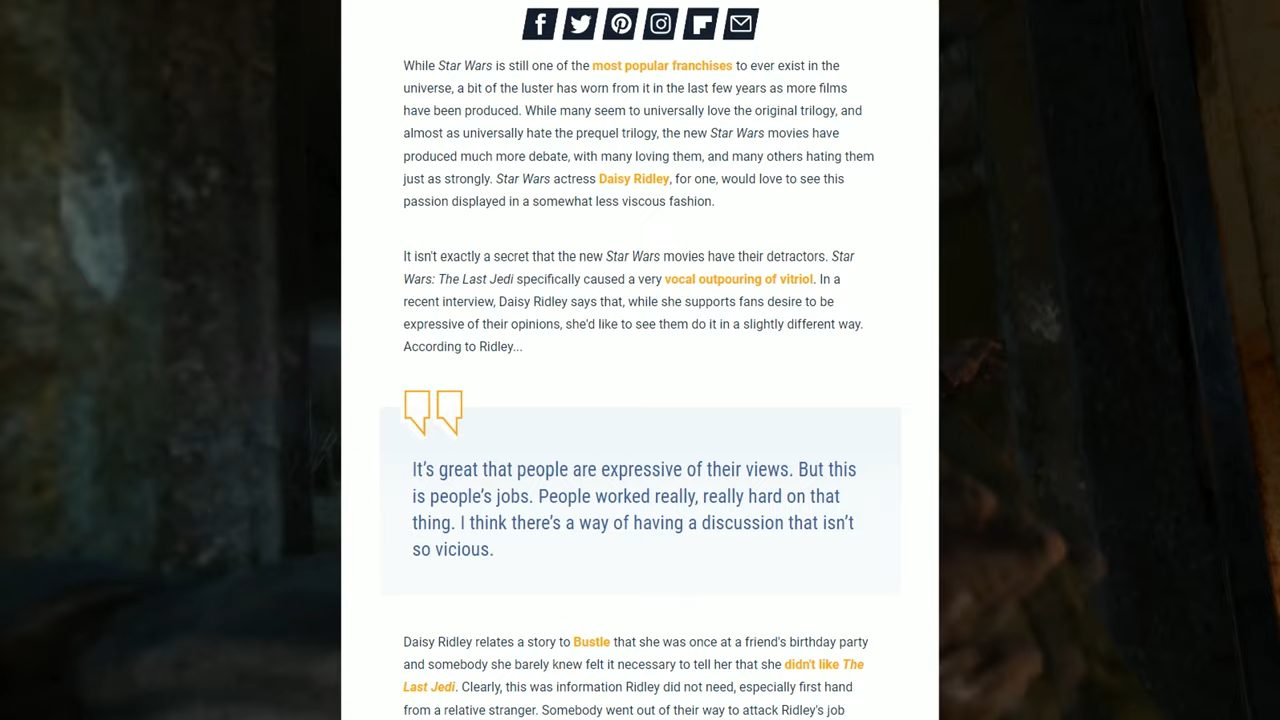 While Star Wars is still one of the most popular franchises to ever exist in the
universe, a bit of the luster has worn from it in the last few years as more films
have been produced. While many seem to universally love the original trilogy, and
almost as universally hate the prequel trilogy, the new Star Wars movies have
produced much more debate, with many loving them, and many others hating them
just as strongly. Star Wars actress Daisy Ridley, for one, would love to see this
passion displayed in a somewhat less viscous fashion.
It isn't exactly a secret that the new Star Wars movies have their detractors. Star
Wars: The Last Jedi specifically caused a very vocal outpouring of vitriol. In a
recent interview, Daisy Ridley says that, while she supports fans desire to be
expressive of their opinions, she'd like to see them do it in a slightly different way.
According to Ridley...
It’s great that people are expressive of their views. But this
is people’s jobs. People worked really, really hard on that
thing. I think there’s a way of having a discussion that isn’t
so vicious.
Daisy Ridley relates a story to Bustle that she was once at a friend's birthday party
and somebody she barely knew felt it necessary to tell her that she didn't like The
Last Jedi. Clearly, this was information Ridley did not need, especially first hand
from a relative stranger. Somebody went out of their way to attack Ridley's job